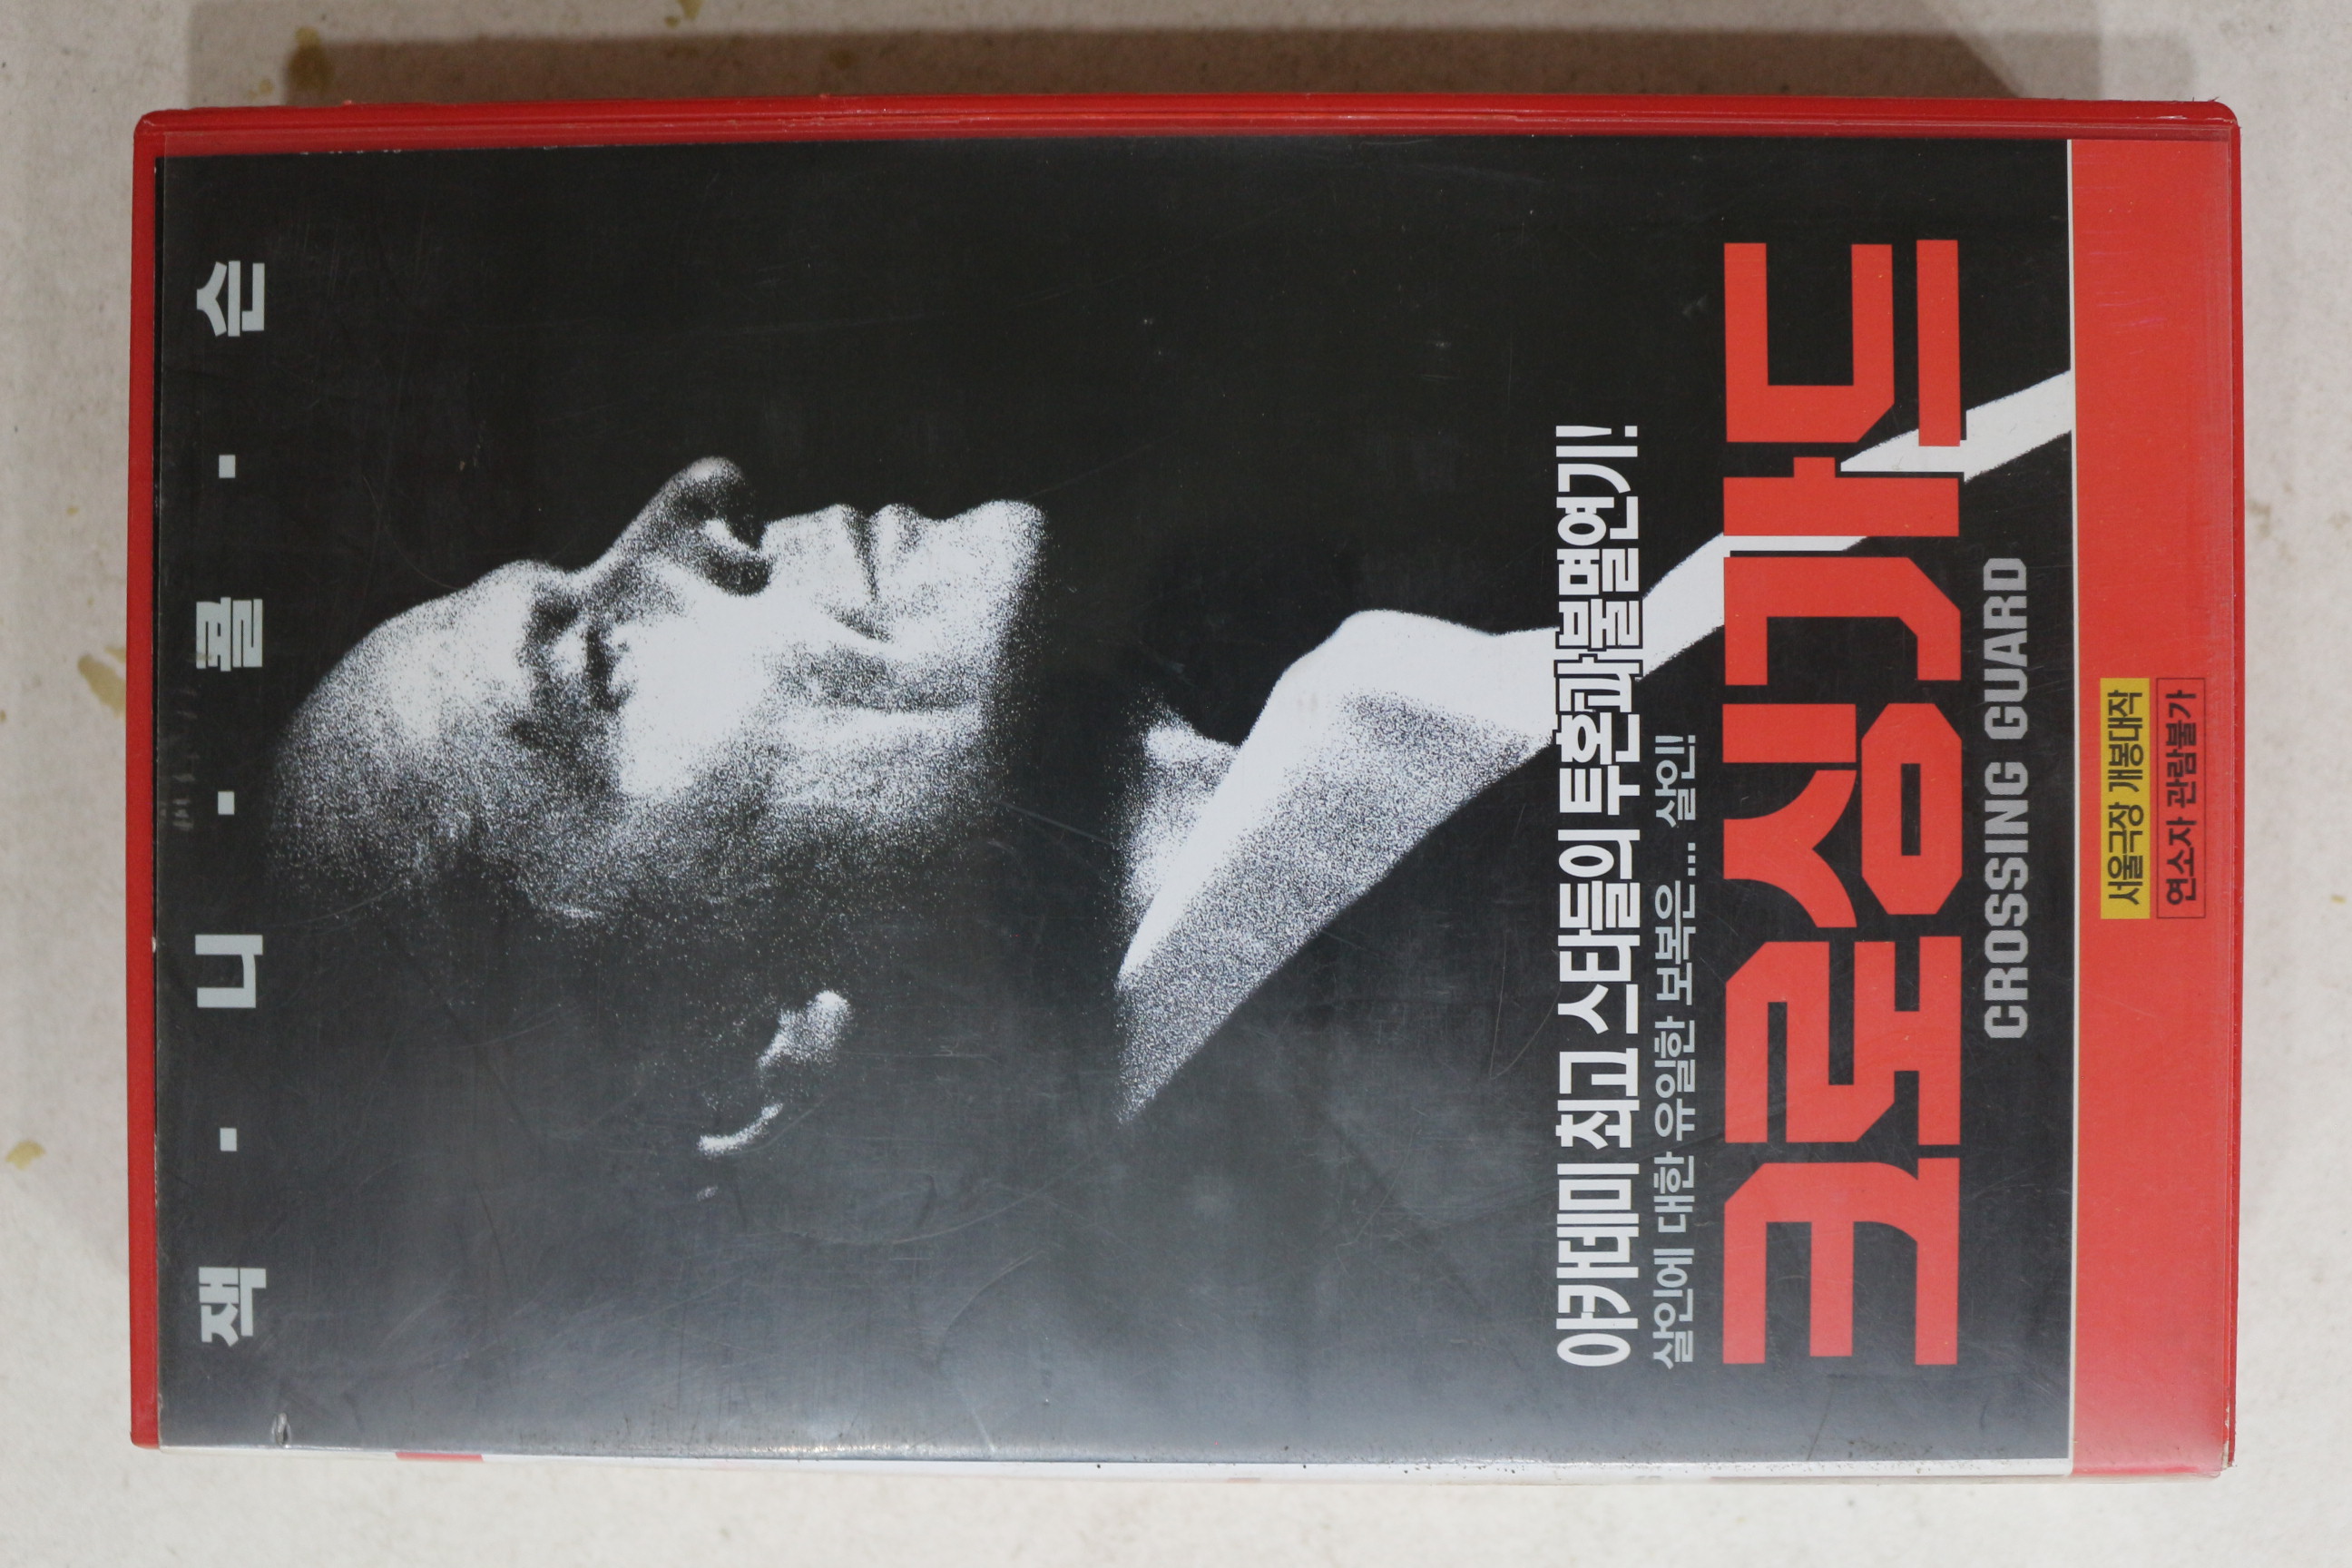 잭·니·콜·슨
아카데미 최고 스타들의 투혼과 불멸연기!
살인에 대한 유일한 보복은... 살인!
크로싱가드
CROSSING GUARD
서울극장 개봉대작
연소자 관람불가